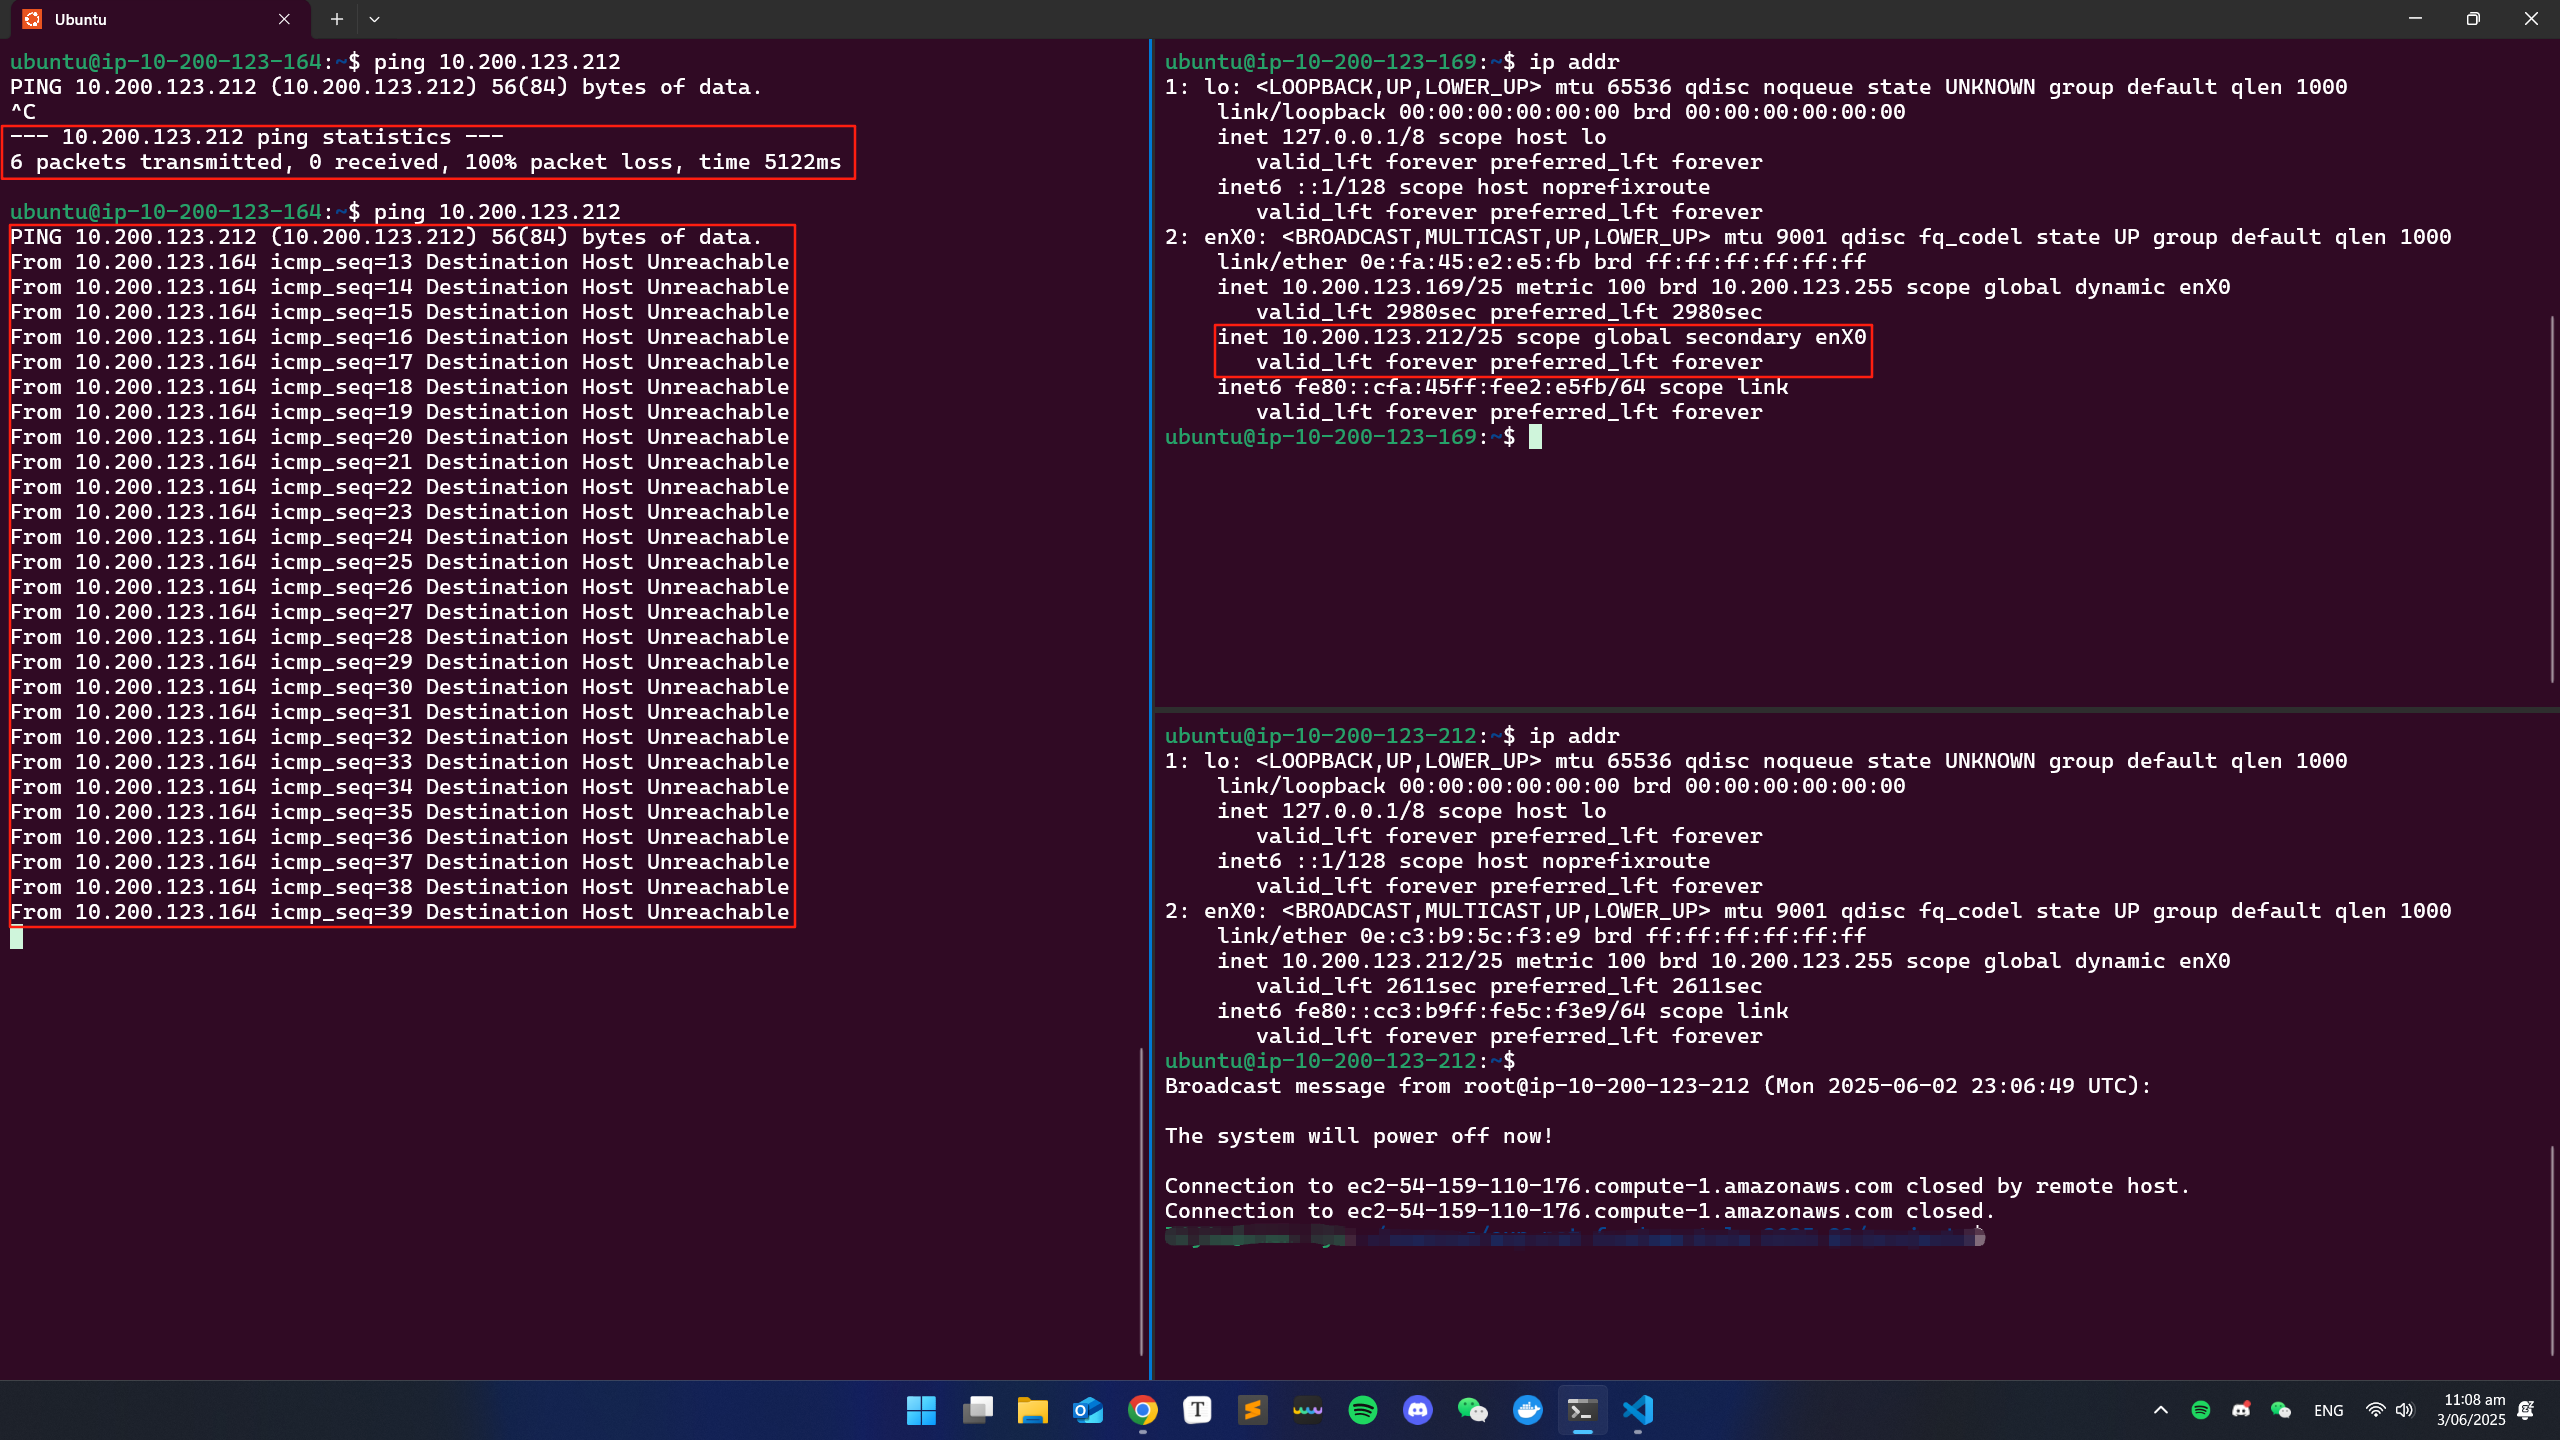 Ubuntu
ubuntu@ip-10-200-123-164:~$ ping 10.200.123.212
PING 10.200.123.212 (10.200.123.212) 56(84) bytes of data.
^C
--- 10.200.123.212 ping statistics ---
6 packets transmitted, 0 received, 100% packet loss, time 5122ms
ubuntu@ip-10-200-123-164:~$ ping 10.200.123.212
PING 10.200.123.212 (10.200.123.212) 56(84) bytes of data.
From 10.200.123.164 icmp_seq=13 Destination Host Unreachable
From 10.200.123.164 icmp_seq=14 Destination Host Unreachable
From 10.200.123.164 icmp_seq=15 Destination Host Unreachable
From 10.200.123.164 icmp_seq=16 Destination Host Unreachable
From 10.200.123.164 icmp_seq=17 Destination Host Unreachable
From 10.200.123.164 icmp_seq=18 Destination Host Unreachable
From 10.200.123.164 icmp_seq=19 Destination Host Unreachable
From 10.200.123.164 icmp_seq=20 Destination Host Unreachable
From 10.200.123.164 icmp_seq=21 Destination Host Unreachable
From 10.200.123.164 icmp_seq=22 Destination Host Unreachable
From 10.200.123.164 icmp_seq=23 Destination Host Unreachable
From 10.200.123.164 icmp_seq=24 Destination Host Unreachable
From 10.200.123.164 icmp_seq=25 Destination Host Unreachable
From 10.200.123.164 icmp_seq=26 Destination Host Unreachable
From 10.200.123.164 icmp_seq=27 Destination Host Unreachable
From 10.200.123.164 icmp_seq=28 Destination Host Unreachable
From 10.200.123.164 icmp_seq=29 Destination Host Unreachable
From 10.200.123.164 icmp_seq=30 Destination Host Unreachable
From 10.200.123.164 icmp_seq=31 Destination Host Unreachable
From 10.200.123.164 icmp_seq=32 Destination Host Unreachable
From 10.200.123.164 icmp_seq=33 Destination Host Unreachable
From 10.200.123.164 icmp_seq=34 Destination Host Unreachable
From 10.200.123.164 icmp_seq=35 Destination Host Unreachable
From 10.200.123.164 icmp_seq=36 Destination Host Unreachable
From 10.200.123.164 icmp_seq=37 Destination Host Unreachable
From 10.200.123.164 icmp_seq=38 Destination Host Unreachable
From 10.200.123.164 icmp_seq=39 Destination Host Unreachable
ubuntu@ip-10-200-123-169:~$ ip addr
1: lo: <LOOPBACK,UP,LOWER_UP> mtu 65536 qdisc noqueue state UNKNOWN group default qlen 1000
link/loopback 00:00:00:00:00:00 brd 00:00:00:00:00:00
inet 127.0.0.1/8 scope host lo
valid_lft forever preferred_lft forever
inet6 ::1/128 scope host noprefixroute
valid_lft forever preferred_lft forever
2: enX0: <BROADCAST,MULTICAST,UP,LOWER_UP> mtu 9001 qdisc fq_codel state UP group default qlen 1000
link/ether 0e:fa:45:e2:e5:fb brd ff:ff:ff:ff:ff:ff
inet 10.200.123.169/25 metric 100 brd 10.200.123.255 scope global dynamic enX0
valid_lft 2980sec preferred_lft 2980sec
inet 10.200.123.212/25 scope global secondary enX0
valid_lft forever preferred_lft forever
inet6 fe80::cfa:45ff:fee2:e5fb/64 scope link
valid_lft forever preferred_lft forever
ubuntu@ip-10-200-123-169:~$
ubuntu@ip-10-200-123-212:~$ ip addr
1: lo: <LOOPBACK,UP,LOWER_UP> mtu 65536 qdisc noqueue state UNKNOWN group default qlen 1000
link/loopback 00:00:00:00:00:00 brd 00:00:00:00:00:00
inet 127.0.0.1/8 scope host lo
valid_lft forever preferred_lft forever
inet6 ::1/128 scope host noprefixroute
valid_lft forever preferred_lft forever
2: enX0: <BROADCAST,MULTICAST,UP,LOWER_UP> mtu 9001 qdisc fq_codel state UP group default qlen 1000
link/ether 0e:c3:b9:5c:f3:e9 brd ff:ff:ff:ff:ff:ff
inet 10.200.123.212/25 metric 100 brd 10.200.123.255 scope global dynamic enX0
valid_lft 2611sec preferred_lft 2611sec
inet6 fe80::cc3:b9ff:fe5c:f3e9/64 scope link
valid_lft forever preferred_lft forever
ubuntu@ip-10-200-123-212:~$
Broadcast message from root@ip-10-200-123-212 (Mon 2025-06-02 23:06:49 UTC):
The system will power off now!
Connection to ec2-54-159-110-176.compute-1.amazonaws.com closed by remote host.
Connection to ec2-54-159-110-176.compute-1.amazonaws.com closed.
ENG
11:08 am
3/06/2025